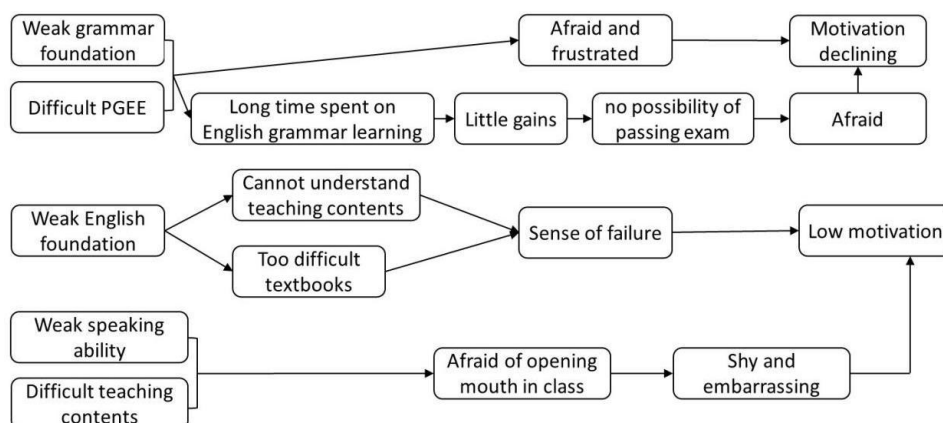 Weak grammar
foundation
Afraid and
frustrated
Motivation
declining
Difficult PGEE
Long time spent on
English grammar learning
Little gains
no possibility of
passing exam
Afraid
Weak English
foundation
Cannot understand
teaching contents
Too difficult
textbooks
Sense of failure
Low motivation
Weak speaking
ability
Difficult teaching
contents
Afraid of opening
mouth in class
Shy and
embarrassing